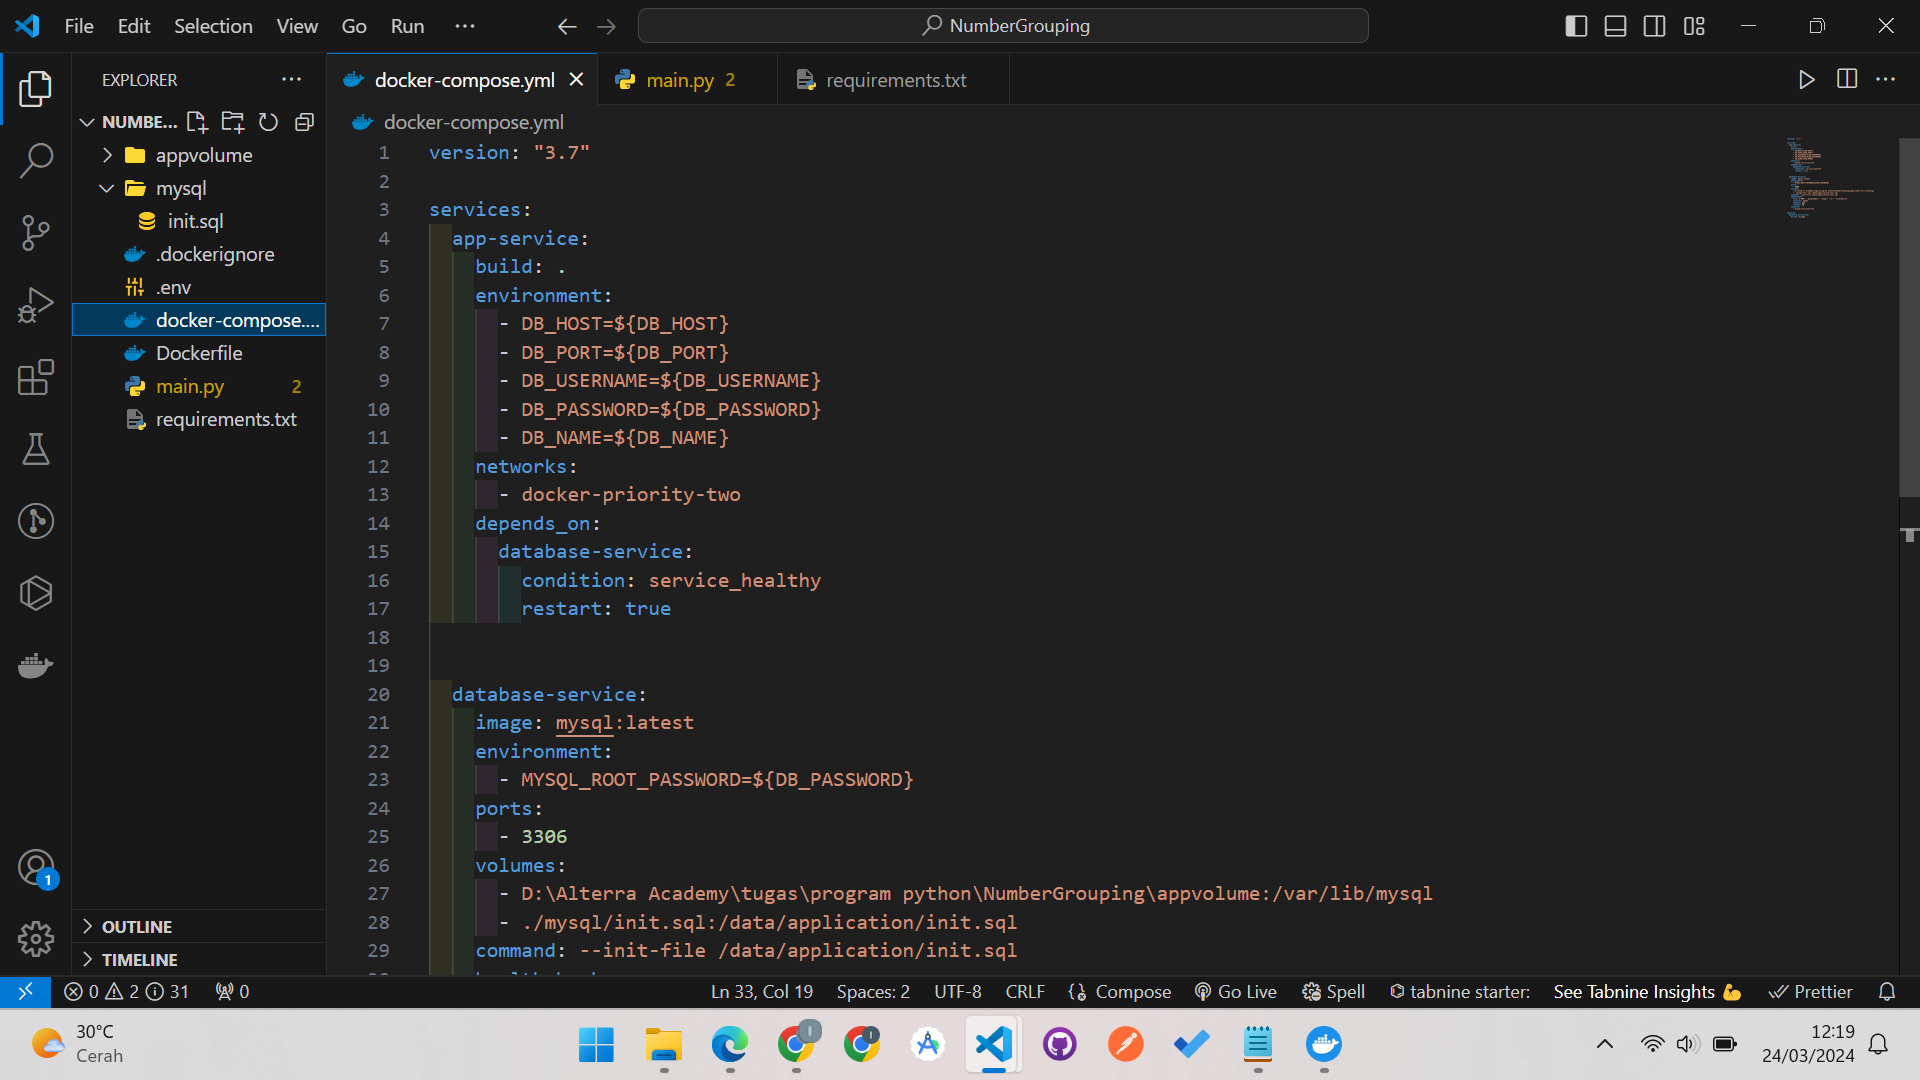 File Edit Selection View Go Run ···
NumberGrouping
EXPLORER ···
NUMBE...
appvolume
mysql
init.sql
.dockerignore
.env
docker-compose....
Dockerfile
main.py 2
requirements.txt
OUTLINE
TIMELINE
1
docker-compose.yml
main.py 2
requirements.txt
docker-compose.yml
1 version: "3.7"
2
3 services:
4 app-service:
5 build: .
6 environment:
7 - DB_HOST=${DB_HOST}
8 - DB_PORT=${DB_PORT}
9 - DB_USERNAME=${DB_USERNAME}
10 - DB_PASSWORD=${DB_PASSWORD}
11 - DB_NAME=${DB_NAME}
12 networks:
13 - docker-priority-two
14 depends_on:
15 database-service:
16 condition: service_healthy
17 restart: true
18
19
20 database-service:
21 image: mysql:latest
22 environment:
23 - MYSQL_ROOT_PASSWORD=${DB_PASSWORD}
24 ports:
25 - 3306
26 volumes:
27 - D:\Alterra Academy\tugas\program python\NumberGrouping\appvolume:/var/lib/mysql
28 - ./mysql/init.sql:/data/application/init.sql
29 command: --init-file /data/application/init.sql
0 2 31 0 Ln 33, Col 19 Spaces: 2 UTF-8 CRLF Compose Go Live Spell tabnine starter: See Tabnine Insights 💪 Prettier
30°C
Cerah
12:19
24/03/2024